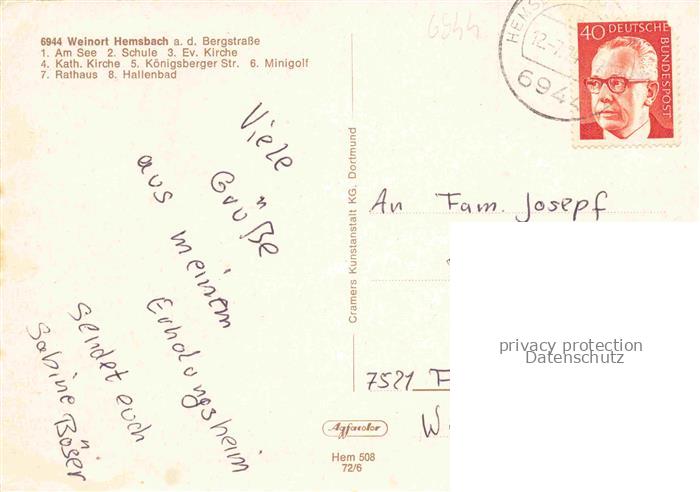 6944 Weinort Hemsbach a. d. Bergstraße
1. Am See 2. Schule 3. Ev. Kirche
4. Kath. Kirche 5. Königsberger Str. 6. Minigolf
7. Rathaus 8. Hallenbad
6944
HEMS
12.-7.
6944
40 DEUTSCHE
BUNDESPOST
Viele
Grüße
aus meinem
Erholungsheim
sendet euch
Sabine Böser
Cramers Kunstanstalt KG. Dortmund
An Fam. Josepf
7521 F
W
privacy protection
Datenschutz
Agfacolor
Hem 508
72/6